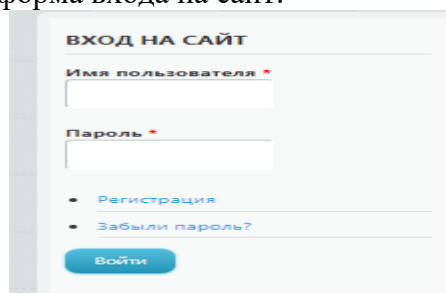 форма входа на сайт:
ВХОД НА САЙТ
Имя пользователя *
Пароль *
• Регистрация
• Забыли пароль?
Войти